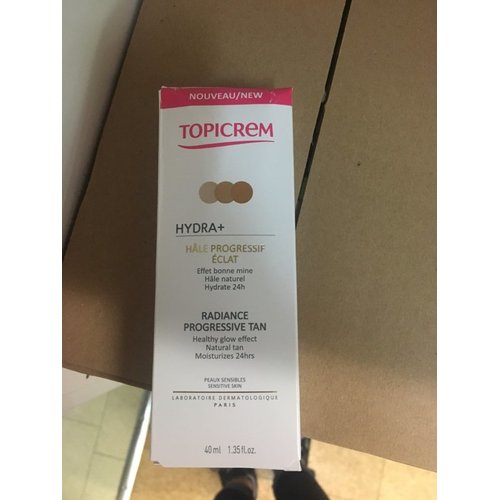 NOUVEAU/NEW
TOPICREM
HYDRA+
HÂLE PROGRESSIF
ÉCLAT
Effet bonne mine
Hâle naturel
Hydrate 24h
RADIANCE
PROGRESSIVE TAN
Healthy glow effect
Natural tan
Moisturizes 24hrs
PEAUX SENSIBLES
SENSITIVE SKIN
LABORATOIRE DERMATOLOGIQUE
PARIS
40 ml 1.35 fl.oz.